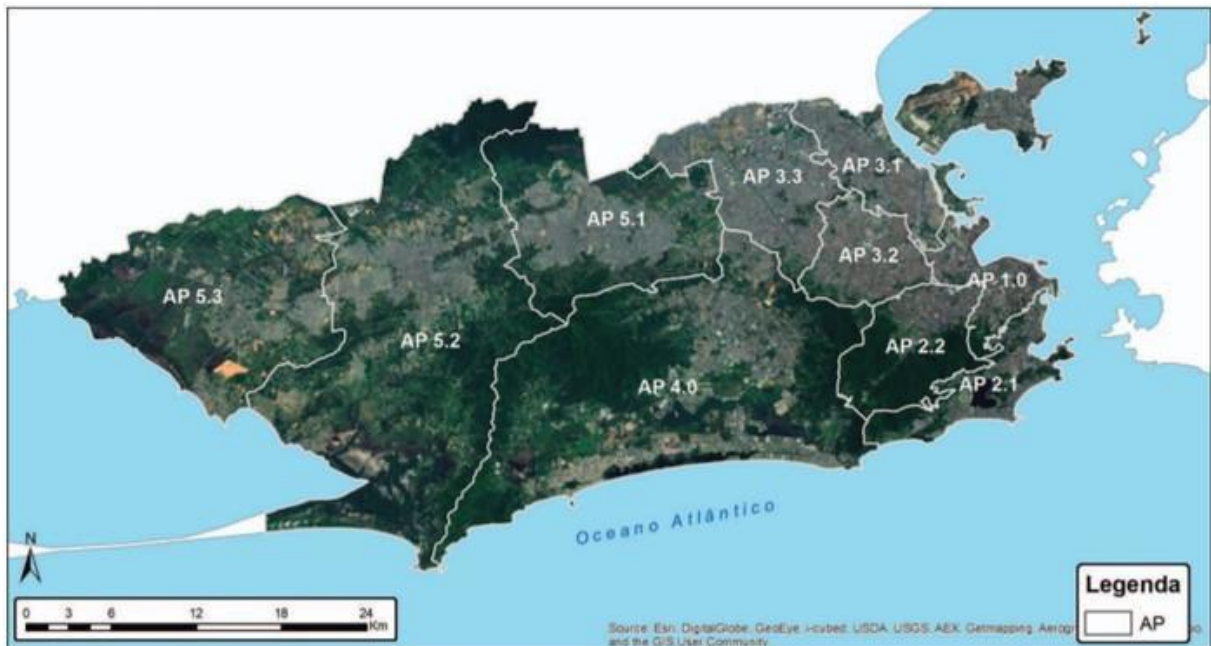 AP 3.1
AP 3.3
AP 5.1
AP 3.2
AP 1.0
AP 5.3
AP 5.2
AP 2.2
AP 4.0
AP 2.1
Oceano Atlântico
N
0 3 6 12 18 24
Km
Legenda
AP
Source: Esri, DigitalGlobe, GeoEye, i-cubed, USDA, USGS, AEX, Getmapping,
and the GIS User Community